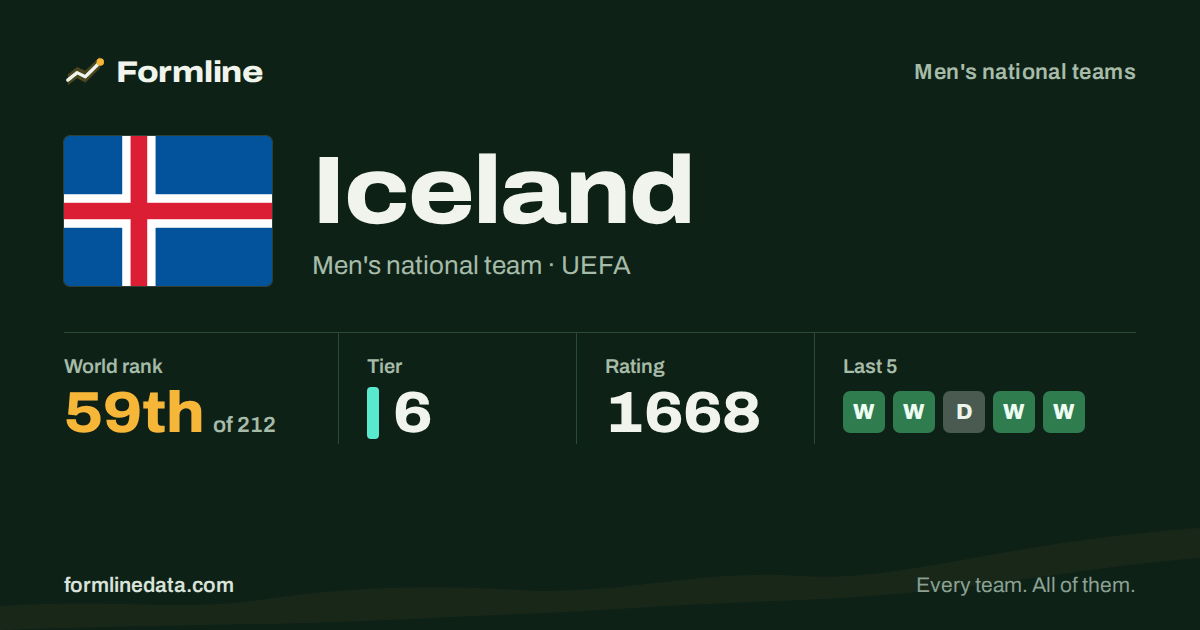 Formline
Men's national teams
Iceland
Men's national team · UEFA
World rank
59th of 212
Tier
6
Rating
1668
Last 5
W W D W W
formlinedata.com
Every team. All of them.